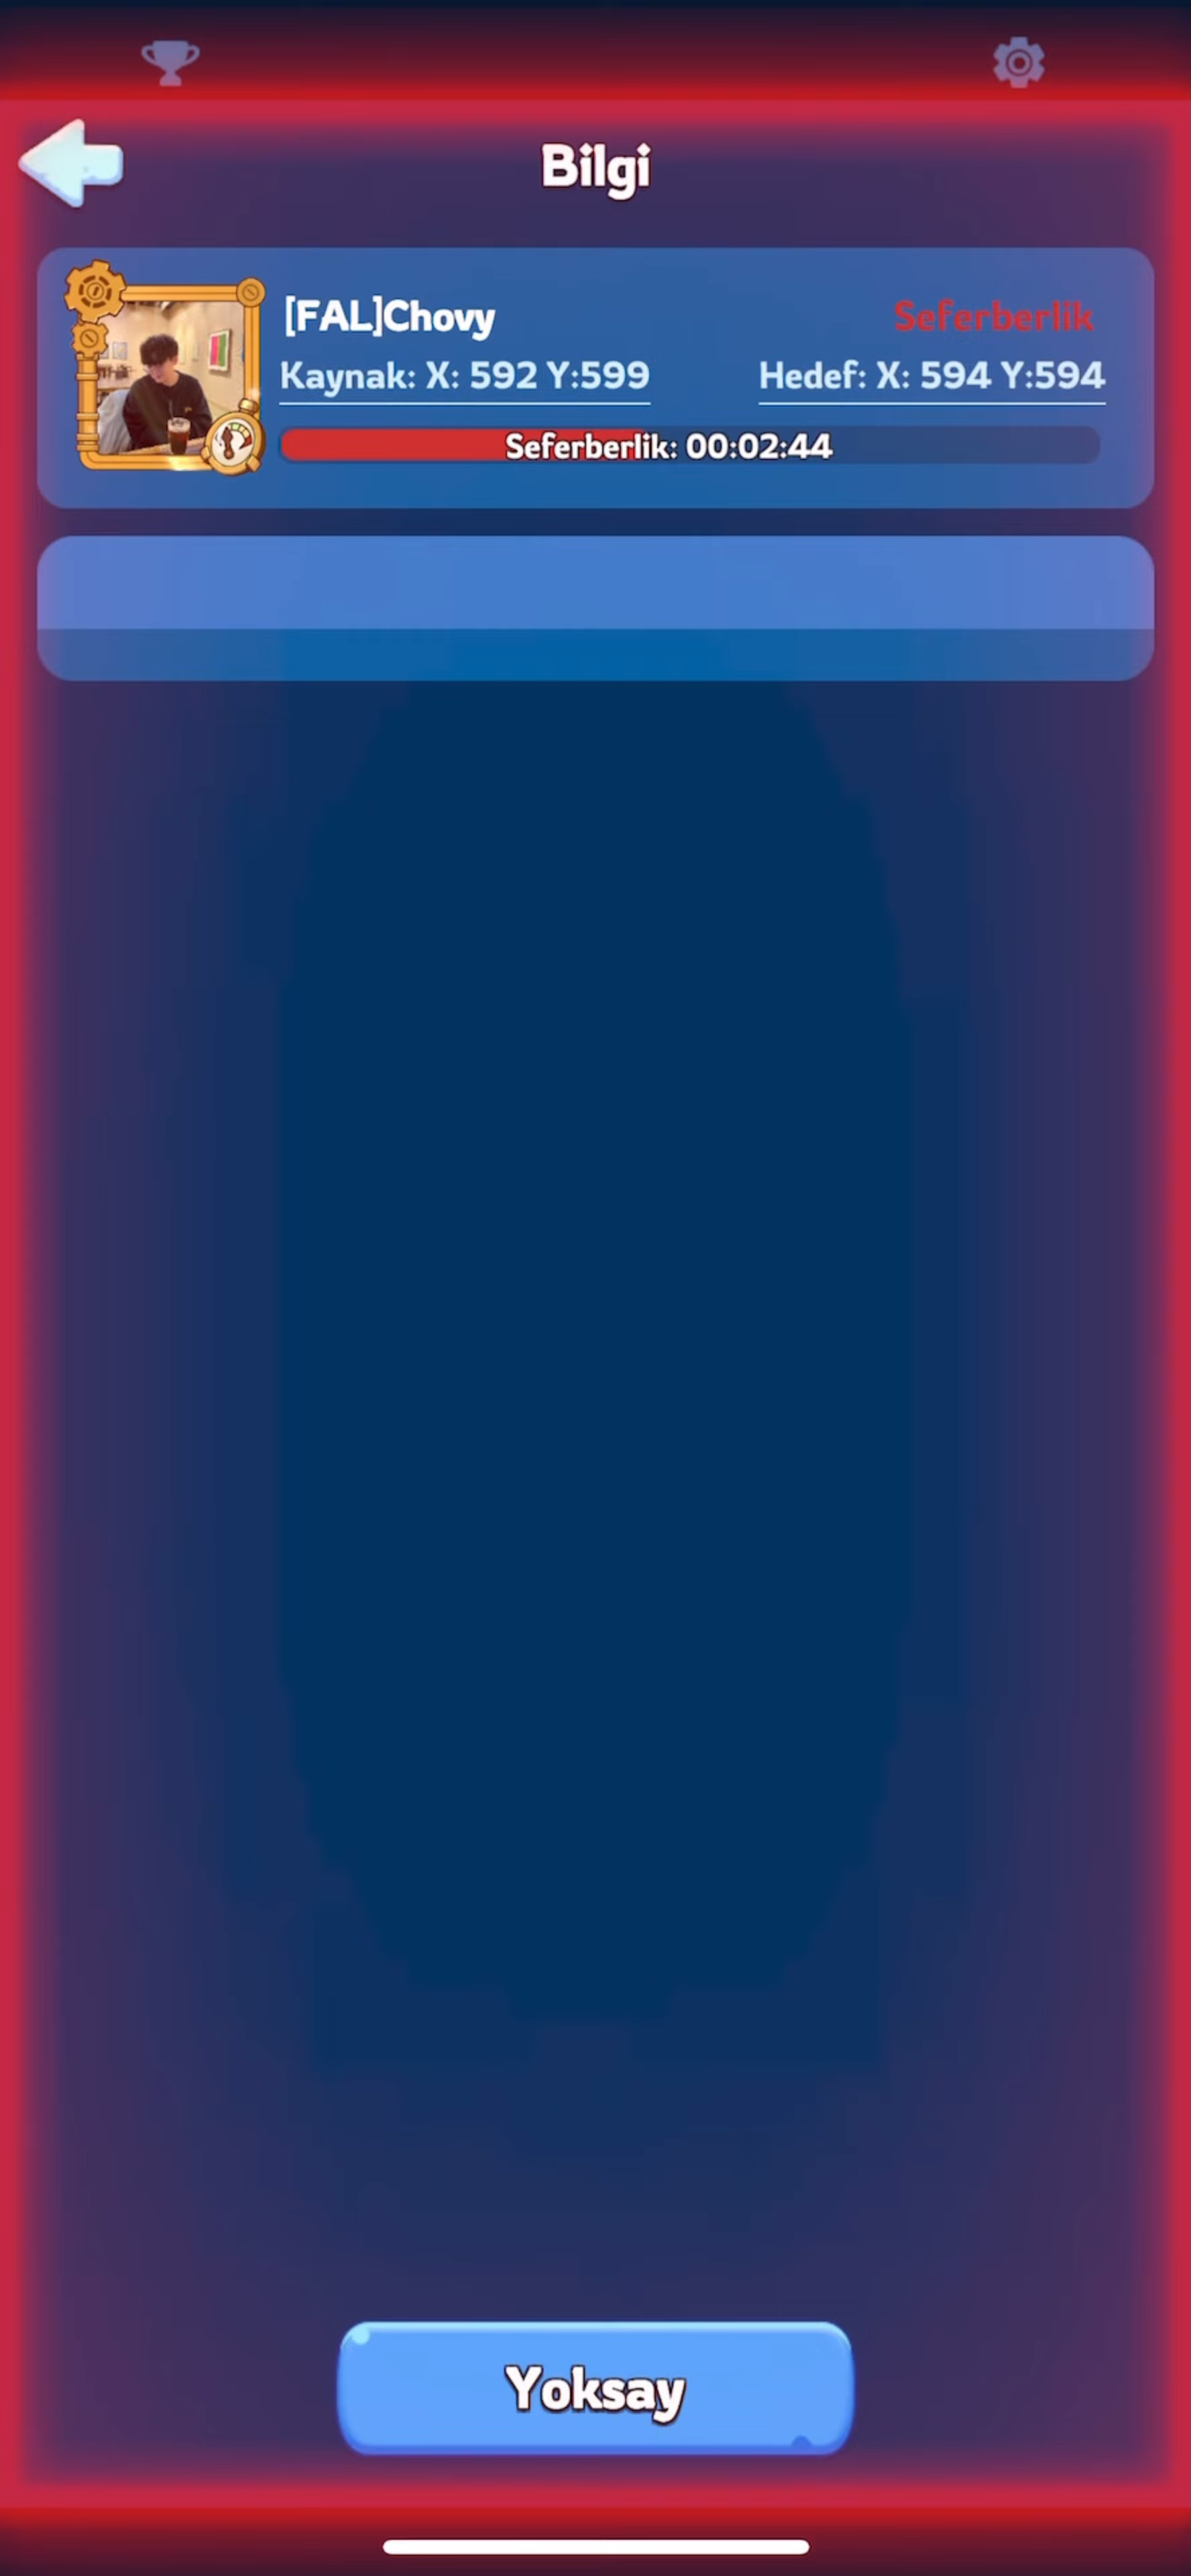 Bilgi
[FAL]Chovy
Seferberlik
Kaynak: X: 592 Y:599
Hedef: X: 594 Y:594
Seferberlik: 00:02:44
Yoksay